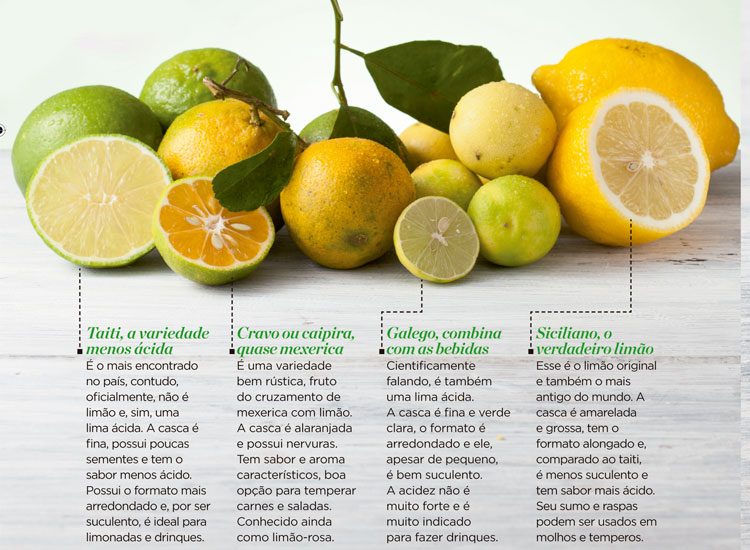 Taiti, a variedade
menos ácida
É o mais encontrado
no país, contudo,
oficialmente, não é
limão e, sim, uma
lima ácida. A casca é
fina, possui poucas
sementes e tem o
sabor menos ácido.
Possui o formato mais
arredondado e, por ser
suculento, é ideal para
limonadas e drinques.
Cravo ou caipira,
quase mexerica
É uma variedade
bem rústica, fruto
do cruzamento de
mexerica com limão.
A casca é alaranjada
e possui nervuras.
Tem sabor e aroma
característicos, boa
opção para temperar
carnes e saladas.
Conhecido ainda
como limão-rosa.
Galego, combina
com as bebidas
Cientificamente
falando, é também
uma lima ácida.
A casca é fina e verde
clara, o formato é
arredondado e ele,
apesar de pequeno,
é bem suculento.
A acidez não é
muito forte e é
muito indicado
para fazer drinques.
Siciliano, o
verdadeiro limão
Esse é o limão original
e também o mais
antigo do mundo. A
casca é amarelada
e grossa, tem o
formato alongado e,
comparado ao taiti,
é menos suculento e
tem sabor mais ácido.
Seu sumo e raspas
podem ser usados em
molhos e temperos.